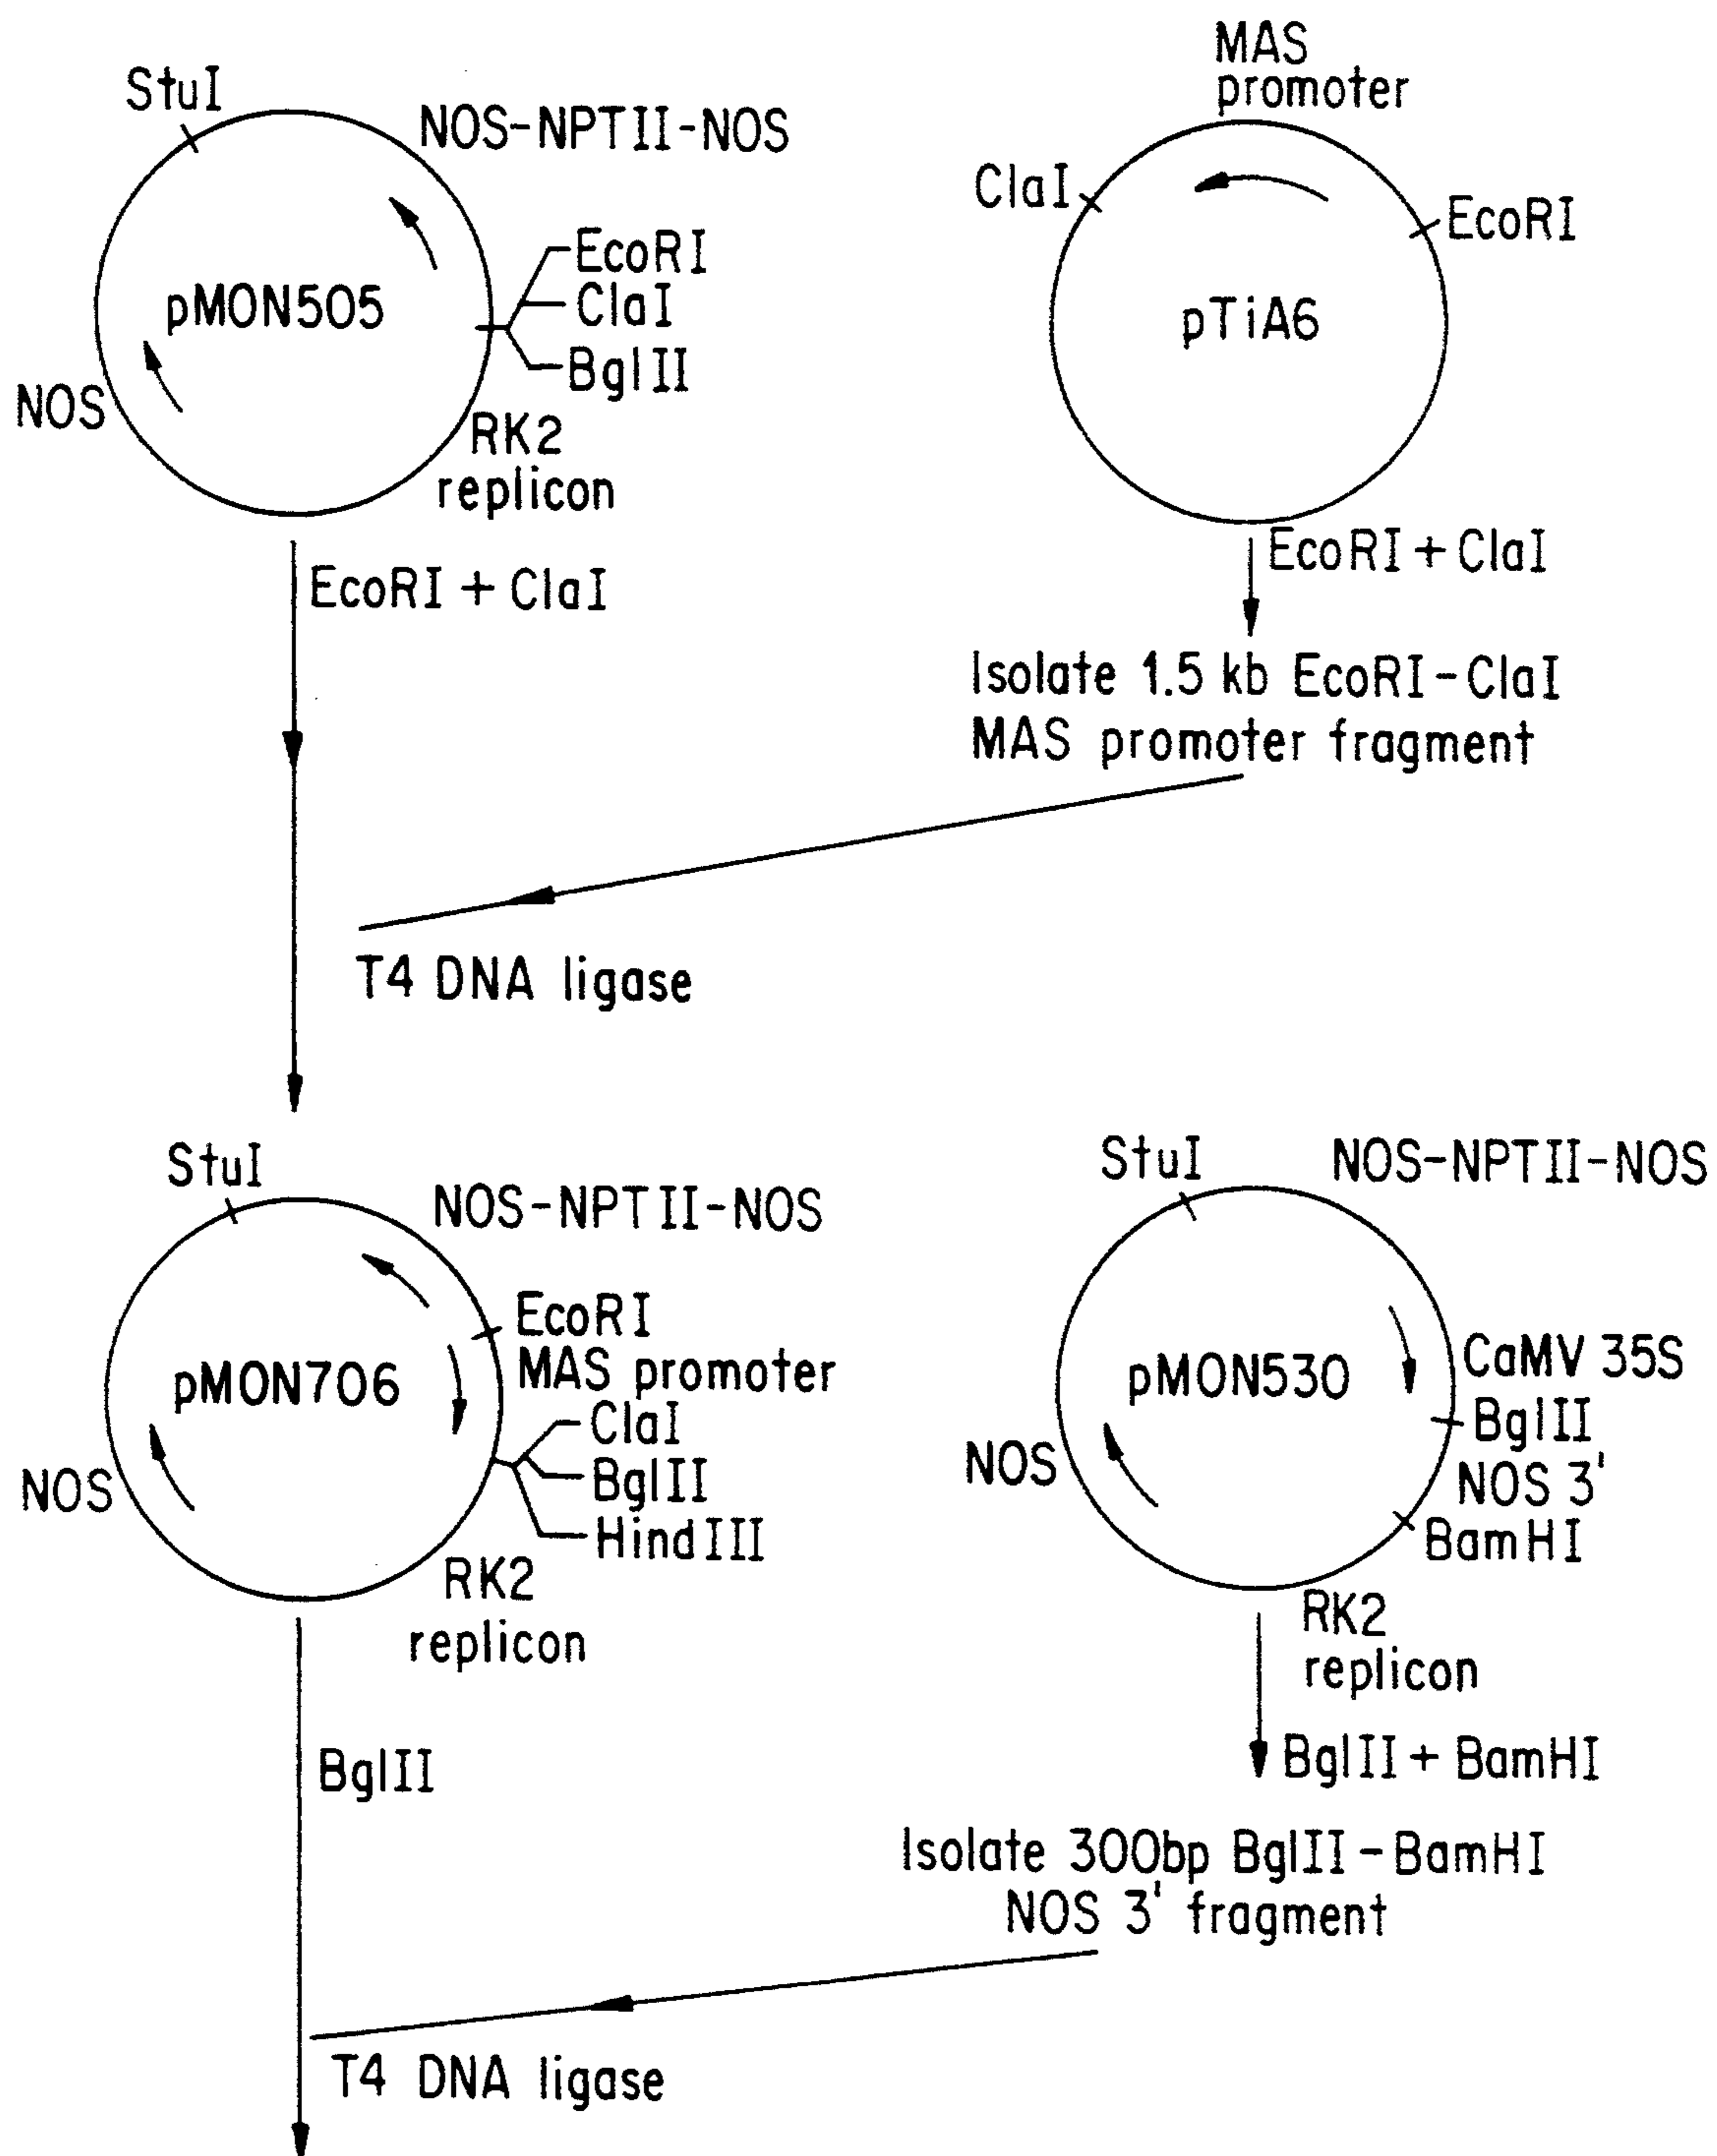 StuI
NOS-NPTII-NOS
pMON505
EcoRI
ClaI
BglII
NOS
RK2
replicon
EcoRI + ClaI
MAS
promoter
ClaI
EcoRI
pTiA6
EcoRI + ClaI
Isolate 1.5 kb EcoRI-ClaI
MAS promoter fragment
T4 DNA ligase
StuI
NOS-NPTII-NOS
pMON706
EcoRI
MAS promoter
ClaI
BglII
HindIII
NOS
RK2
replicon
BglII
StuI
NOS-NPTII-NOS
pMON530
CaMV 35S
BglII
NOS 3'
BamHI
NOS
RK2
replicon
BglII + BamHI
Isolate 300bp BglII-BamHI
NOS 3' fragment
T4 DNA ligase